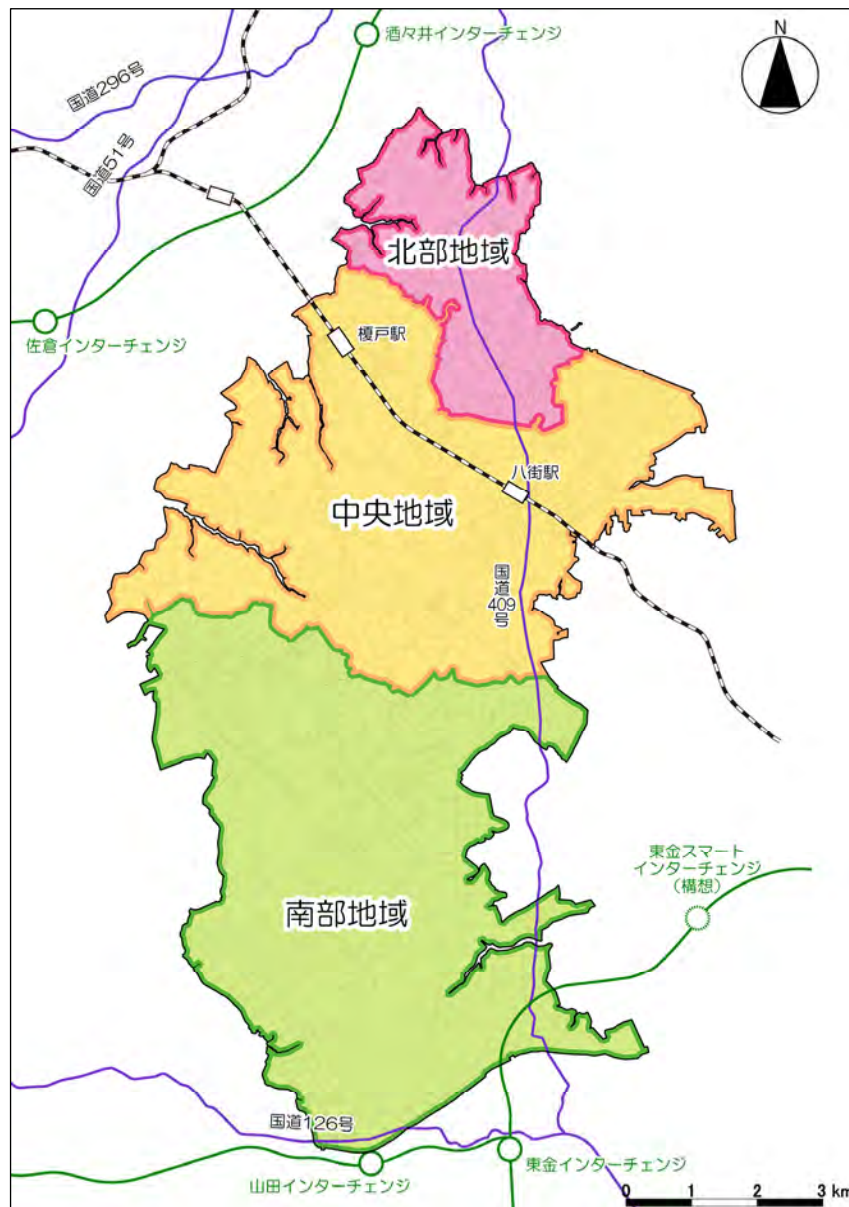 酒々井インターチェンジ
N
国道296号
国道51号
北部地域
榎戸駅
佐倉インターチェンジ
八街駅
中央地域
国道
409
号
東金スマート
インターチェンジ
(構想)
南部地域
国道126号
東金インターチェンジ
山田インターチェンジ
0 1 2 3 km